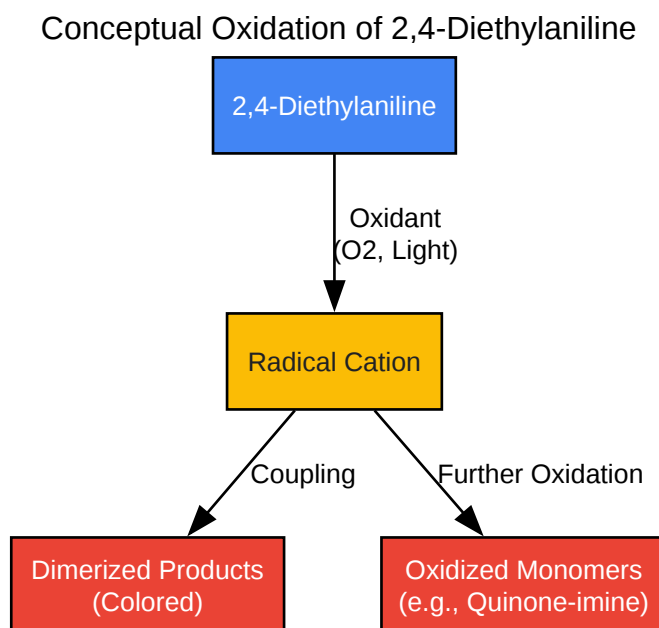 Conceptual Oxidation of 2,4-Diethylaniline
2,4-Diethylaniline
Oxidant
(O2, Light)
Radical Cation
Coupling
Further Oxidation
Dimerized Products
(Colored)
Oxidized Monomers
(e.g., Quinone-imine)